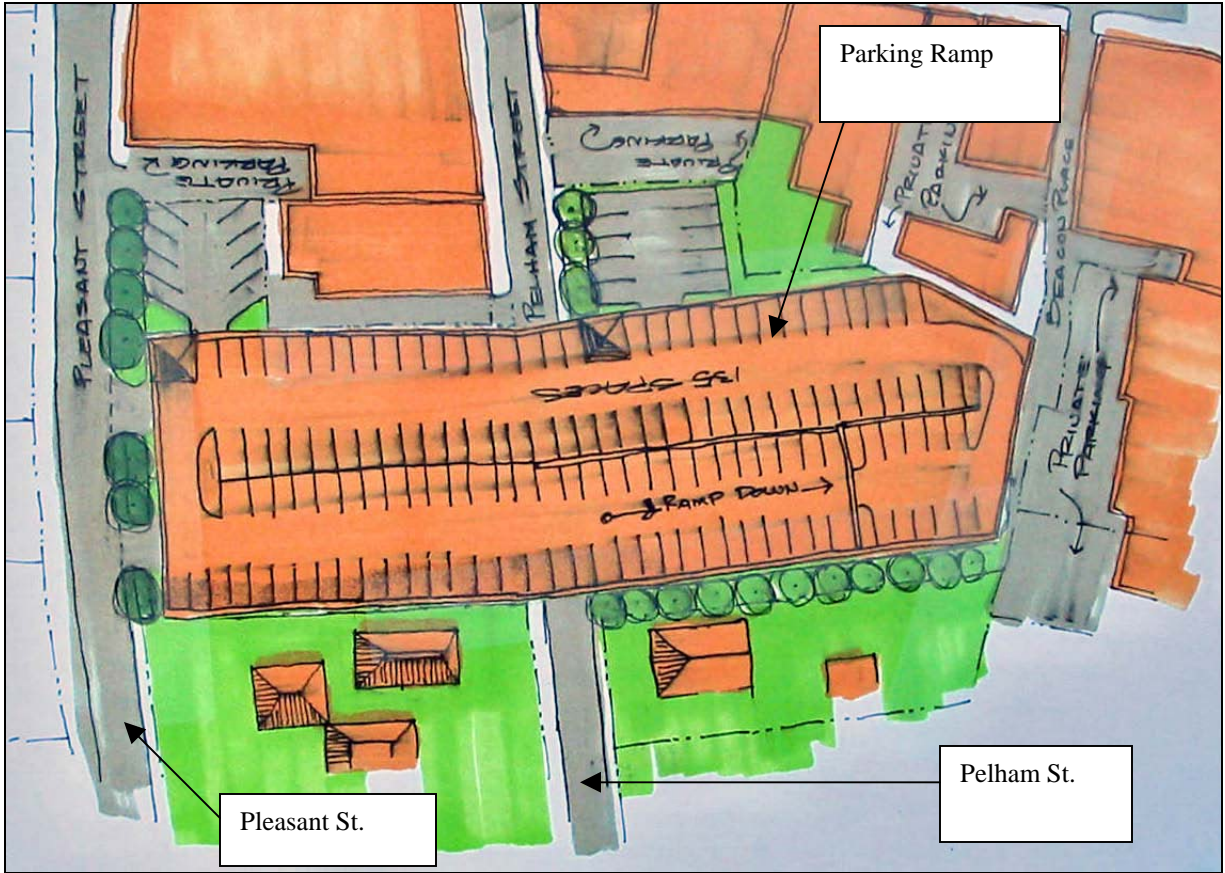 Parking Ramp
PLEASANT STREET
PELHAM STREET
PRIVATE
PARKING
PRIVATE
PARKING
PRIVATE
PARKING
BEACON PLACE
PRIVATE
PARKING
135 SPACES
RAMP DOWN
Pleasant St.
Pelham St.